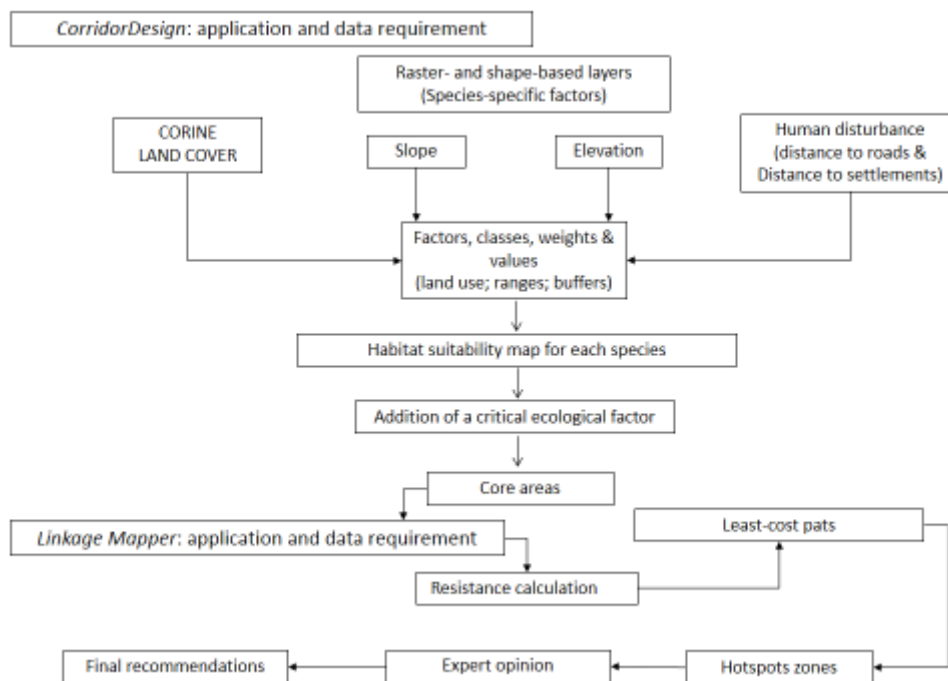 CorridorDesign: application and data requirement
Raster- and shape-based layers
(Species-specific factors)
CORINE
LAND COVER
Slope
Elevation
Human disturbance
(distance to roads &
Distance to settlements)
Factors, classes, weights &
values
(land use; ranges; buffers)
Habitat suitability map for each species
Addition of a critical ecological factor
Core areas
Linkage Mapper: application and data requirement
Least-cost pats
Resistance calculation
Final recommendations
Expert opinion
Hotspots zones